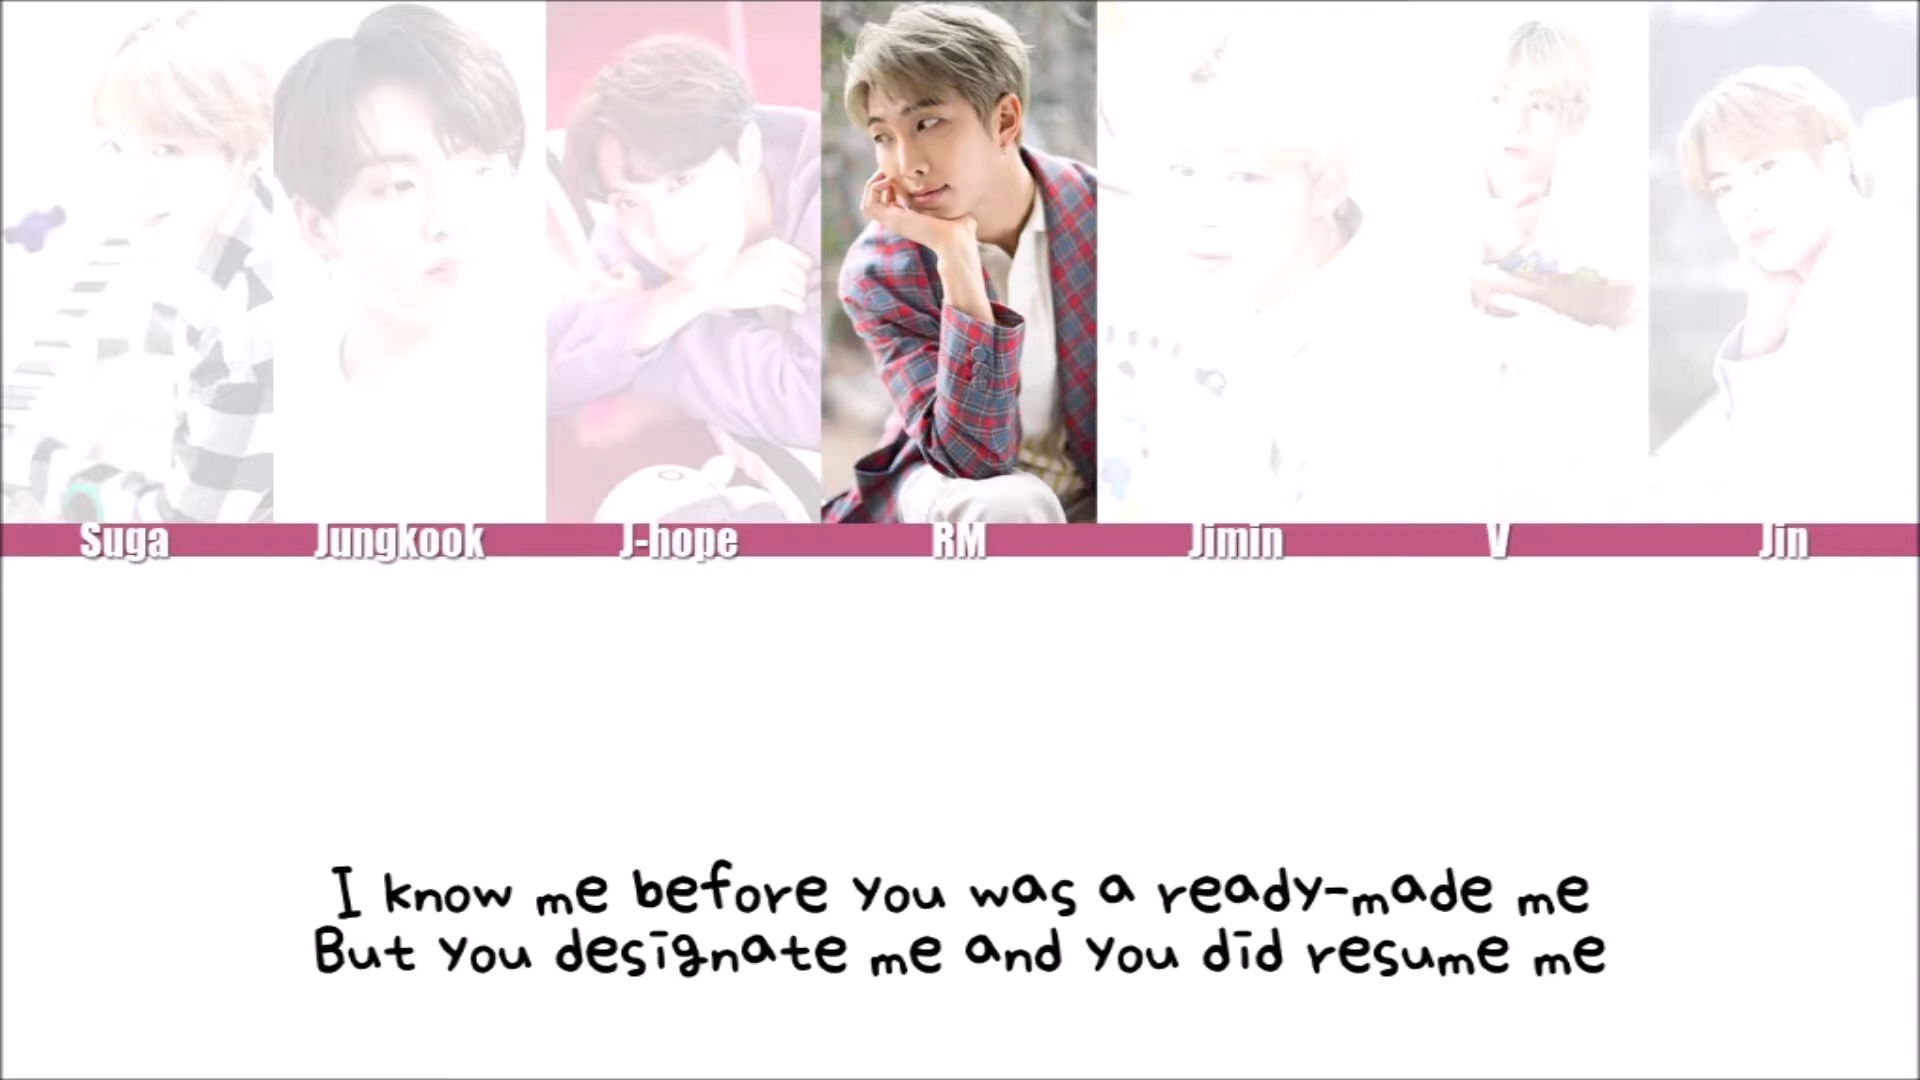 Suga Jungkook J-hope RM Jimin V Jin
I know me before you was a ready-made me
But you designate me and you did resume me